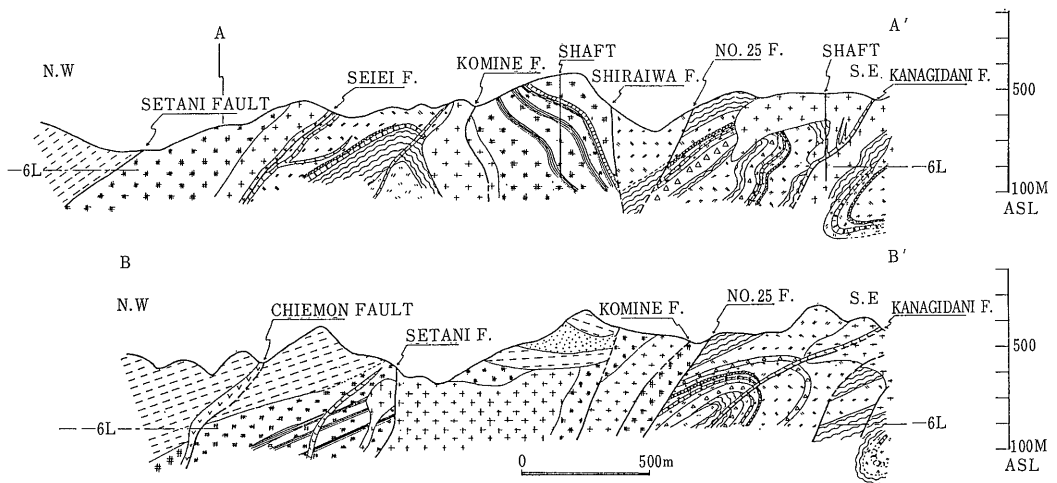 A
A'
N.W
SETANI FAULT
SEIEI F.
KOMINE F.
SHAFT
SHIRAIWA F.
NO. 25 F.
SHAFT
S.E.
KANAGIDANI F.
500
-6L
-6L
100M
ASL
B
B'
N.W
CHIEMON FAULT
SETANI F.
KOMINE F.
NO.25 F.
S.E
KANAGIDANI F.
500
-6L
-6L
100M
ASL
0 500m